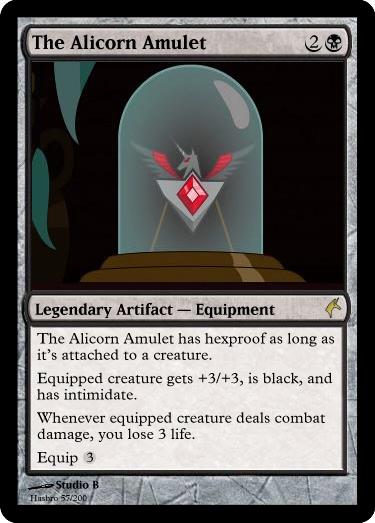 The Alicorn Amulet 2
Legendary Artifact — Equipment
The Alicorn Amulet has hexproof as long as
it's attached to a creature.
Equipped creature gets +3/+3, is black, and
has intimidate.
Whenever equipped creature deals combat
damage, you lose 3 life.
Equip 3
Studio B
Hasbro 57/200